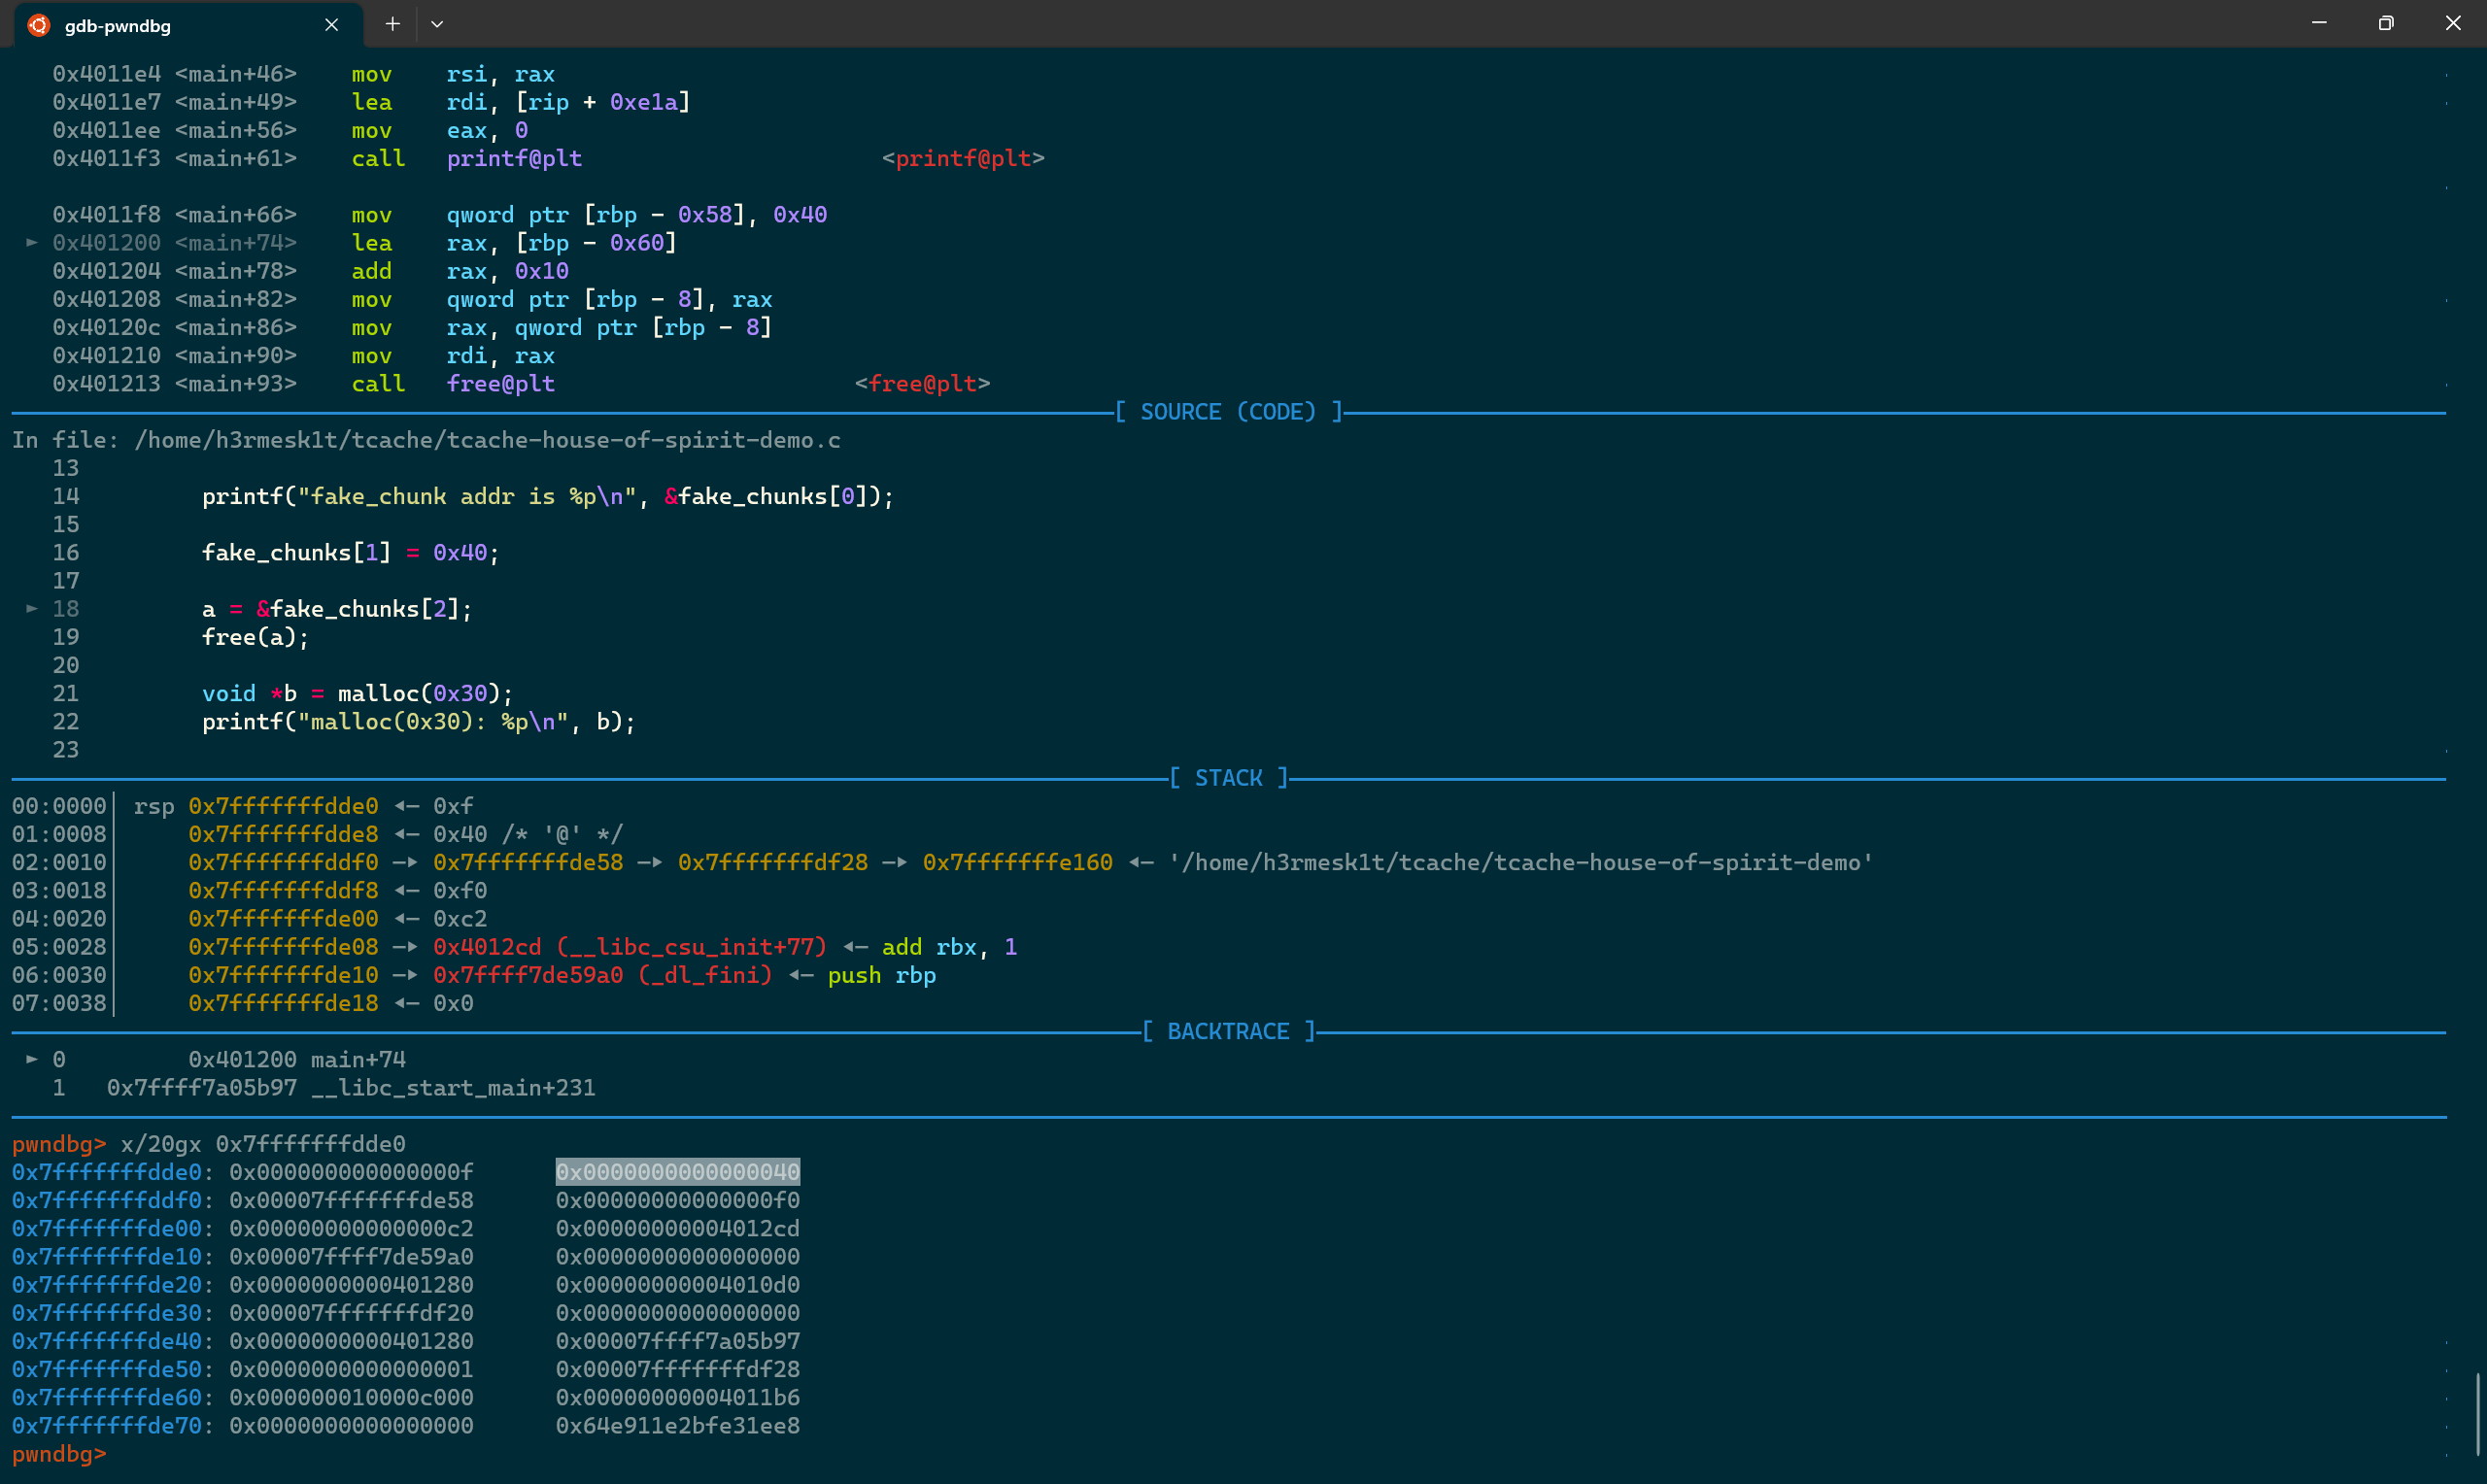 gdb-pwndbg
0x4011e4 <main+46>    mov    rsi, rax
0x4011e7 <main+49>    lea    rdi, [rip + 0xe1a]
0x4011ee <main+56>    mov    eax, 0
0x4011f3 <main+61>    call   printf@plt                      <printf@plt>
0x4011f8 <main+66>    mov    qword ptr [rbp - 0x58], 0x40
► 0x401200 <main+74>    lea    rax, [rbp - 0x60]
0x401204 <main+78>    add    rax, 0x10
0x401208 <main+82>    mov    qword ptr [rbp - 8], rax
0x40120c <main+86>    mov    rax, qword ptr [rbp - 8]
0x401210 <main+90>    mov    rdi, rax
0x401213 <main+93>    call   free@plt                      <free@plt>
[ SOURCE (CODE) ]
In file: /home/h3rmesk1t/tcache/tcache-house-of-spirit-demo.c
13
14         printf("fake_chunk addr is %p\n", &fake_chunks[0]);
15
16         fake_chunks[1] = 0x40;
17
► 18         a = &fake_chunks[2];
19         free(a);
20
21         void *b = malloc(0x30);
22         printf("malloc(0x30): %p\n", b);
23
[ STACK ]
00:0000│ rsp 0x7fffffffdde0 ◂— 0xf
01:0008│     0x7fffffffdde8 ◂— 0x40 /* '@' */
02:0010│     0x7fffffffddf0 —▸ 0x7fffffffde58 —▸ 0x7fffffffdf28 —▸ 0x7fffffffe160 ◂— '/home/h3rmesk1t/tcache/tcache-house-of-spirit-demo'
03:0018│     0x7fffffffddf8 ◂— 0xf0
04:0020│     0x7fffffffde00 ◂— 0xc2
05:0028│     0x7fffffffde08 —▸ 0x4012cd (__libc_csu_init+77) ◂— add rbx, 1
06:0030│     0x7fffffffde10 —▸ 0x7ffff7de59a0 (_dl_fini) ◂— push rbp
07:0038│     0x7fffffffde18 ◂— 0x0
[ BACKTRACE ]
► 0         0x401200 main+74
1   0x7ffff7a05b97 __libc_start_main+231
pwndbg> x/20gx 0x7fffffffdde0
0x7fffffffdde0: 0x000000000000000f      0x0000000000000040
0x7fffffffddf0: 0x00007fffffffde58      0x00000000000000f0
0x7fffffffde00: 0x00000000000000c2      0x00000000004012cd
0x7fffffffde10: 0x00007ffff7de59a0      0x0000000000000000
0x7fffffffde20: 0x0000000000401280      0x00000000004010d0
0x7fffffffde30: 0x00007fffffffdf20      0x0000000000000000
0x7fffffffde40: 0x0000000000401280      0x00007ffff7a05b97
0x7fffffffde50: 0x0000000000000001      0x00007fffffffdf28
0x7fffffffde60: 0x000000010000c000      0x00000000004011b6
0x7fffffffde70: 0x0000000000000000      0x64e911e2bfe31ee8
pwndbg>